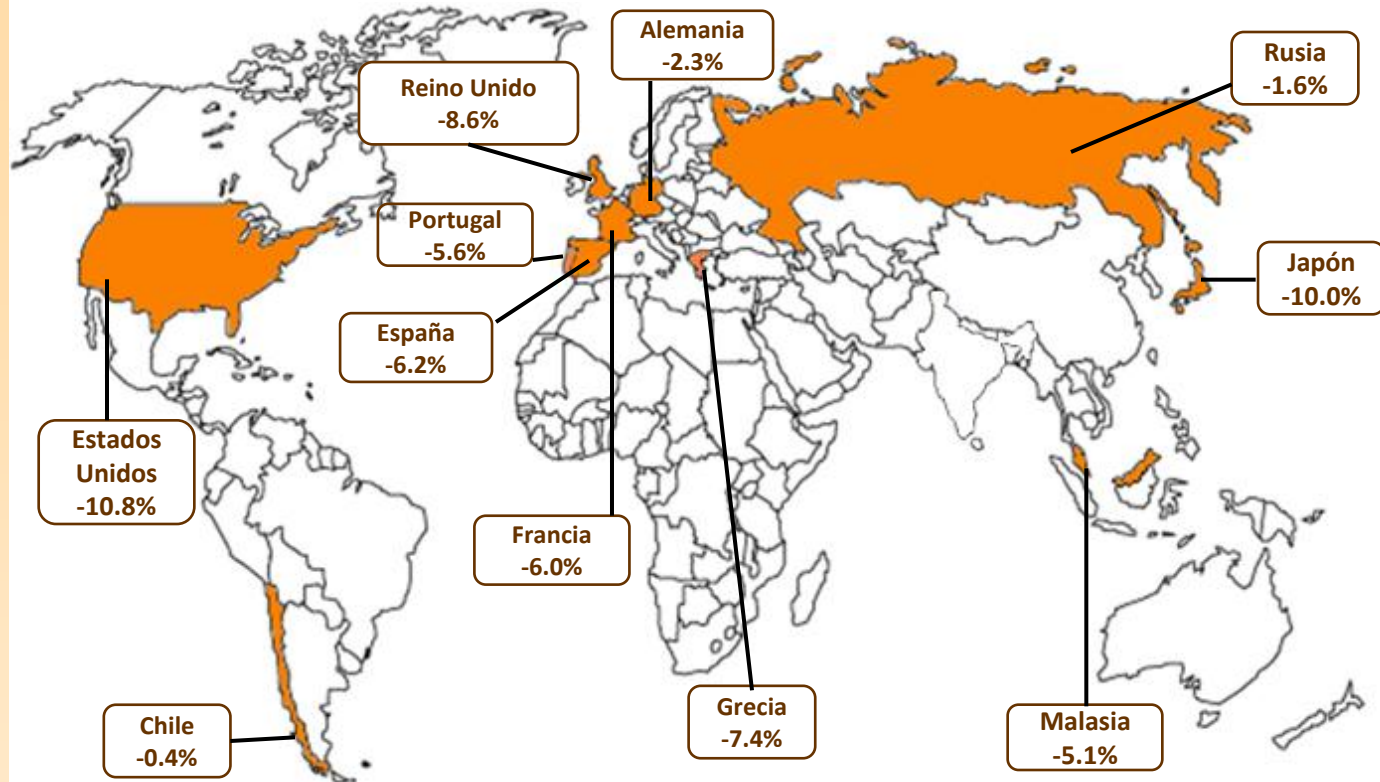 Alemania
-2.3%
Rusia
-1.6%
Reino Unido
-8.6%
Portugal
-5.6%
Japón
-10.0%
España
-6.2%
Estados
Unidos
-10.8%
Francia
-6.0%
Grecia
-7.4%
Malasia
-5.1%
Chile
-0.4%